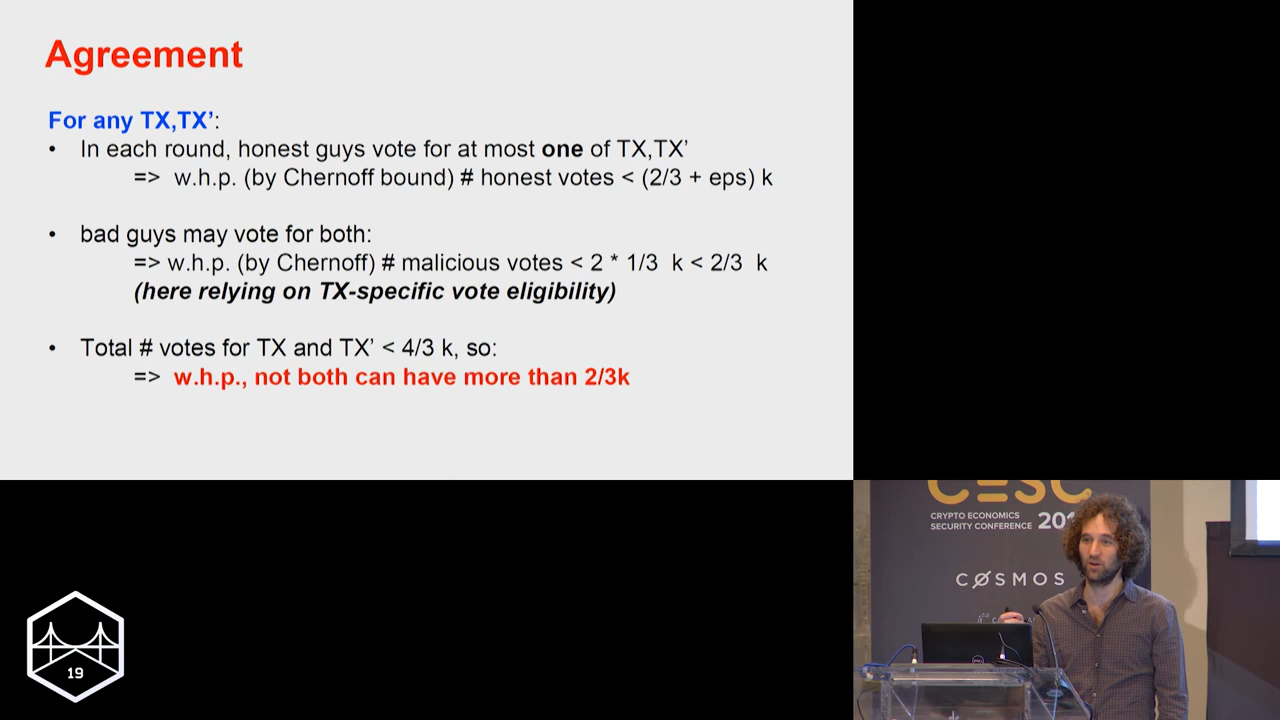 Agreement
For any TX,TX’:
• In each round, honest guys vote for at most one of TX,TX’
=> w.h.p. (by Chernoff bound) # honest votes < (2/3 + eps) k
• bad guys may vote for both:
=> w.h.p. (by Chernoff) # malicious votes < 2 * 1/3 k < 2/3 k
(here relying on TX-specific vote eligibility)
• Total # votes for TX and TX’ < 4/3 k, so:
=> w.h.p., not both can have more than 2/3k
CESC
CRYPTO ECONOMICS
SECURITY CONFERENCE
COSMOS
19